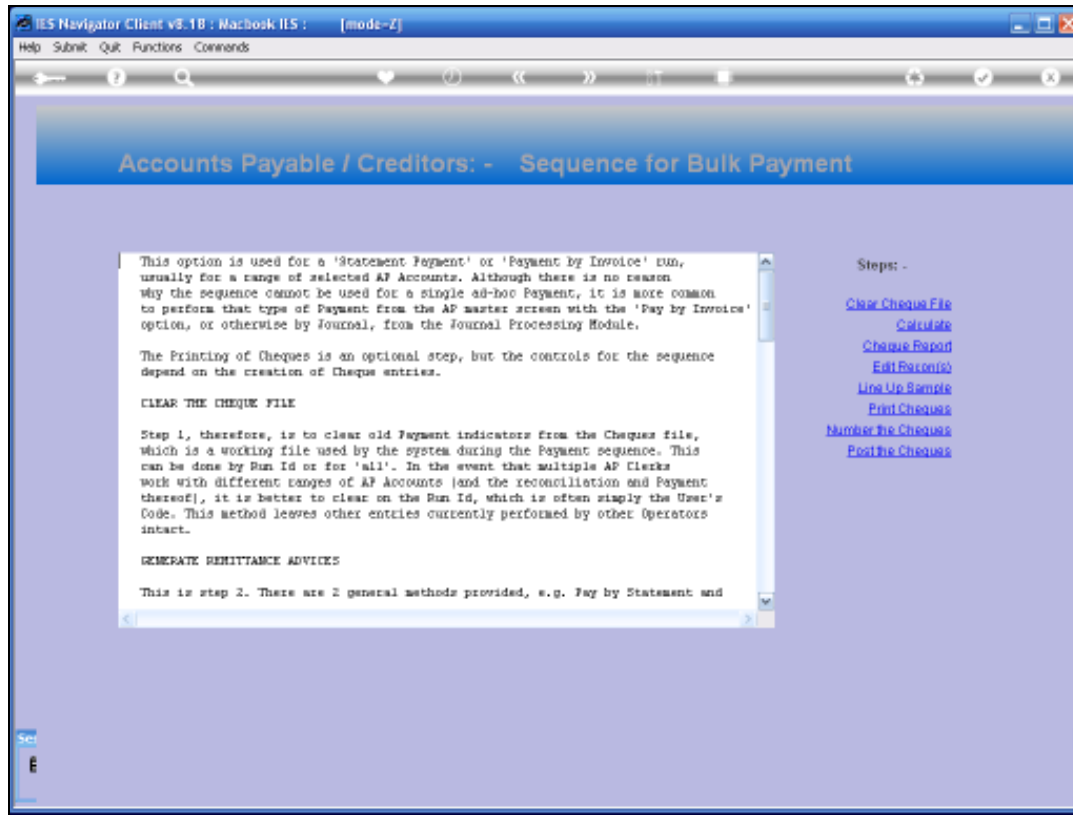 IES Navigator Client v8.1B : Macbook IES : [mode-Z]
Help Submit Quit Functions Commands
Accounts Payable / Creditors: - Sequence for Bulk Payment
This option is used for a 'Statement Payment' or 'Payment by Invoice' run,
usually for a range of selected AP Accounts. Although there is no reason
why the sequence cannot be used for a single ad-hoc Payment, it is more common
to perform that type of Payment from the AP master screen with the 'Pay by Invoice'
option, or otherwise by Journal, from the Journal Processing Module.
The Printing of Cheques is an optional step, but the controls for the sequence
depend on the creation of Cheque entries.
CLEAR THE CHEQUE FILE
Step 1, therefore, is to clear old Payment indicators from the Cheques file,
which is a working file used by the system during the Payment sequence. This
can be done by Run Id or for 'all'. In the event that multiple AP Clerks
work with different ranges of AP Accounts (and the reconciliation and Payment
thereof), it is better to clear on the Run Id, which is often simply the User's
Code. This method leaves other entries currently performed by other Operators
intact.
GENERATE REMITTANCE ADVICES
This is step 2. There are 2 general methods provided, e.g. Pay by Statement and
Steps: -
Clear Cheque File
Calculate
Cheque Report
Edit Recon(s)
Line Up Sample
Print Cheques
Number the Cheques
Post the Cheques
Ser